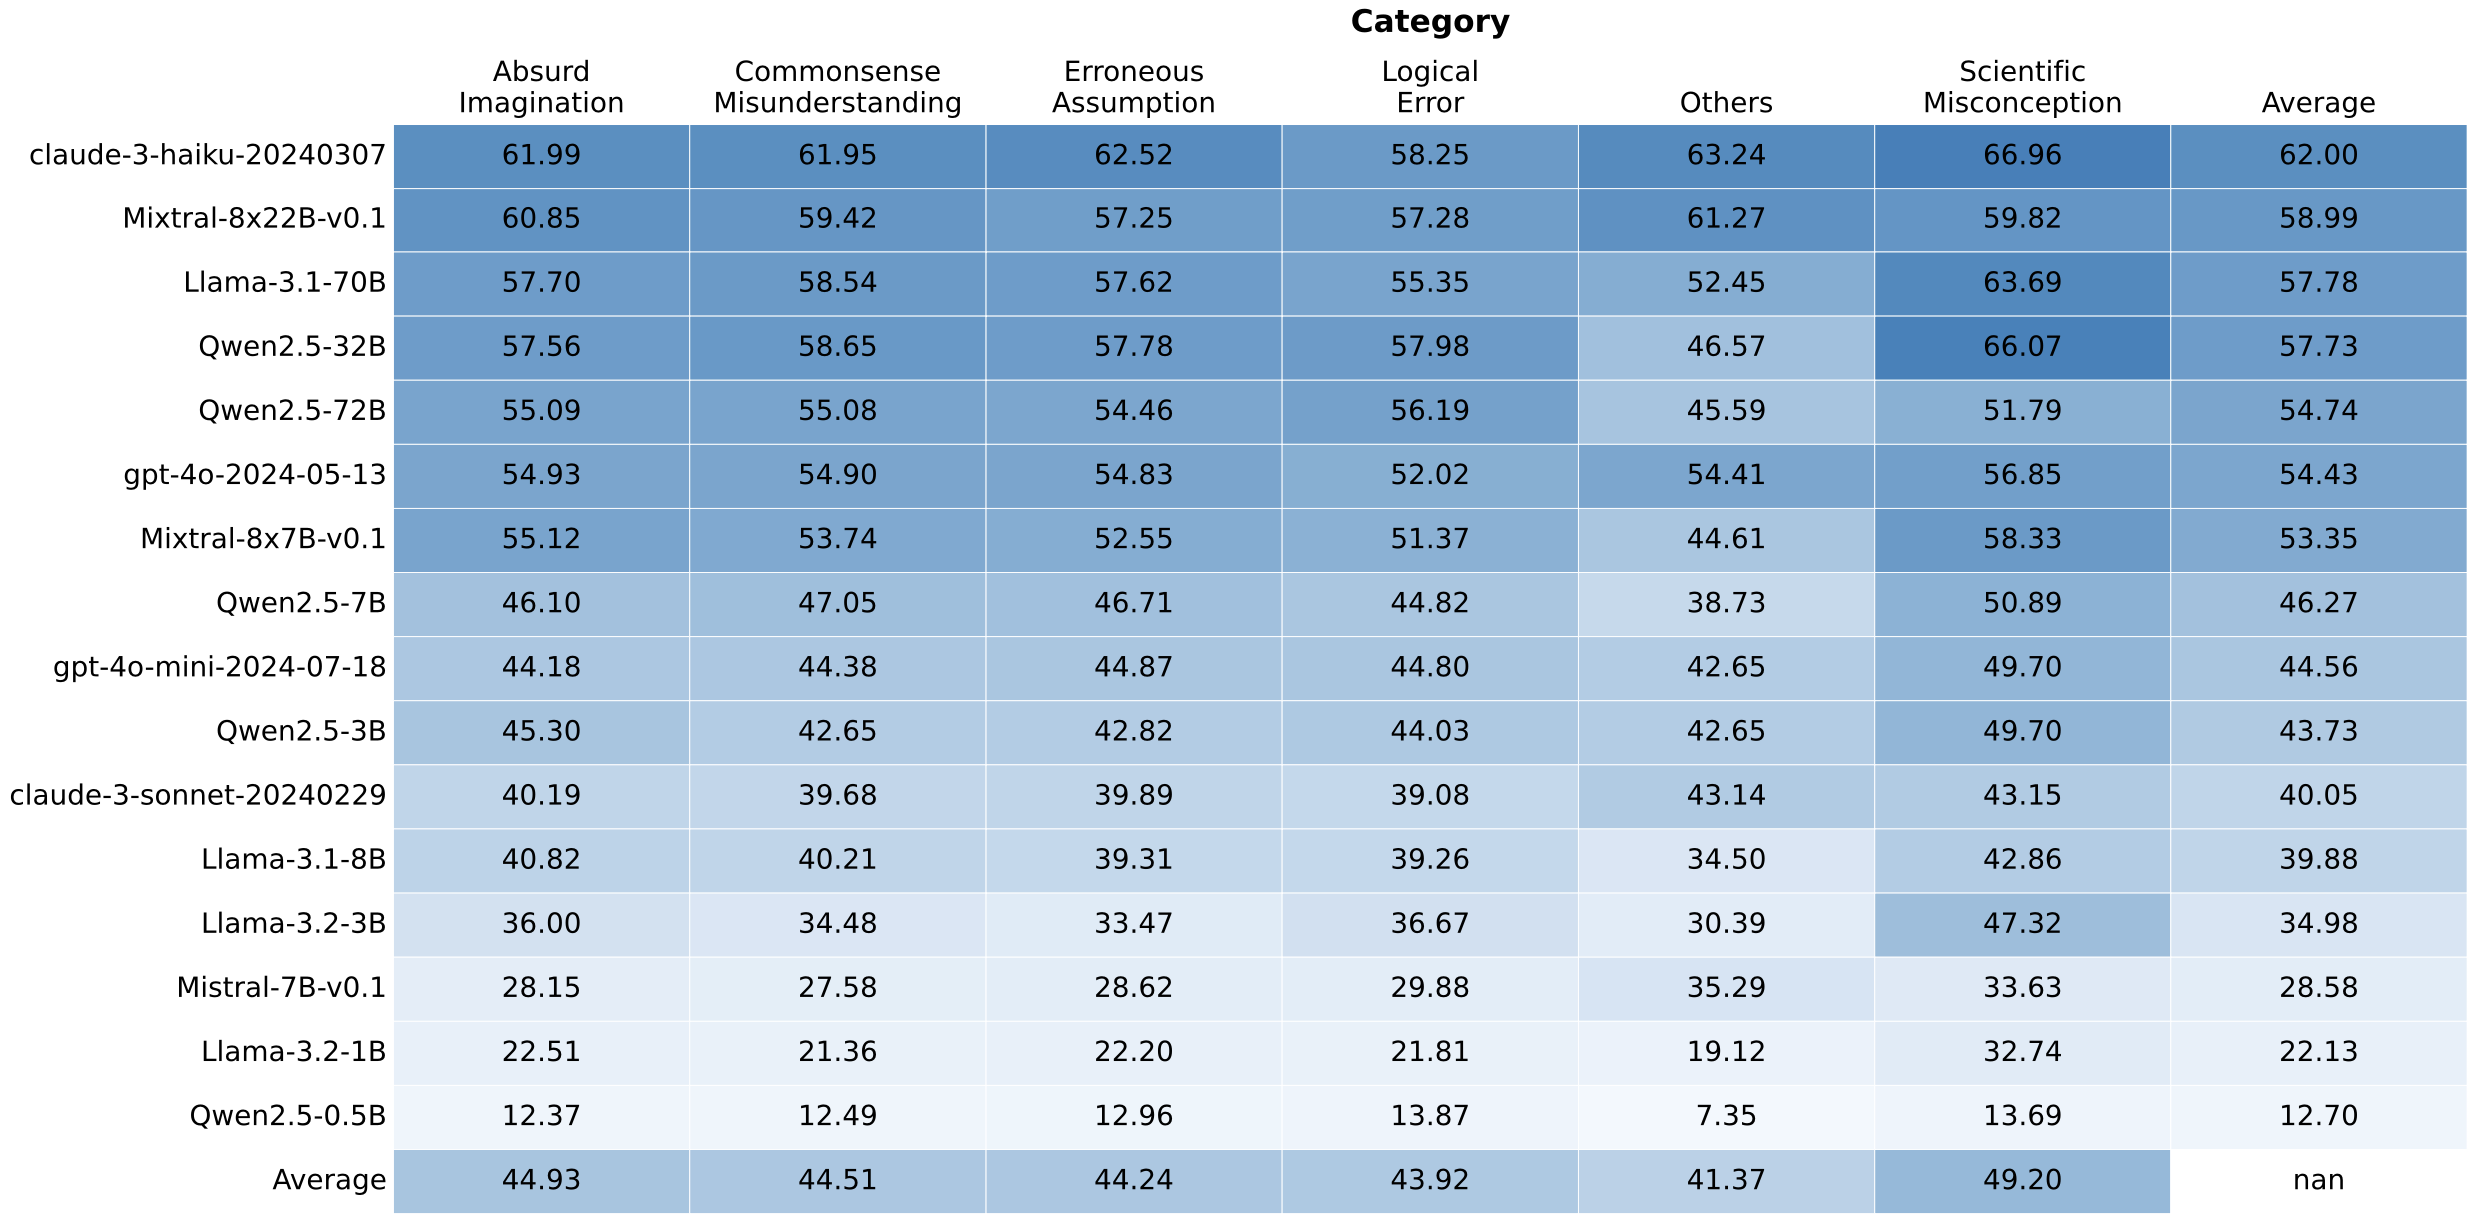 Category
Absurd Imagination Commonsense Misunderstanding Erroneous Assumption Logical Error Others Scientific Misconception Average
claude-3-haiku-20240307 61.99 61.95 62.52 58.25 63.24 66.96 62.00
Mixtral-8x22B-v0.1 60.85 59.42 57.25 57.28 61.27 59.82 58.99
Llama-3.1-70B 57.70 58.54 57.62 55.35 52.45 63.69 57.78
Qwen2.5-32B 57.56 58.65 57.78 57.98 46.57 66.07 57.73
Qwen2.5-72B 55.09 55.08 54.46 56.19 45.59 51.79 54.74
gpt-4o-2024-05-13 54.93 54.90 54.83 52.02 54.41 56.85 54.43
Mixtral-8x7B-v0.1 55.12 53.74 52.55 51.37 44.61 58.33 53.35
Qwen2.5-7B 46.10 47.05 46.71 44.82 38.73 50.89 46.27
gpt-4o-mini-2024-07-18 44.18 44.38 44.87 44.80 42.65 49.70 44.56
Qwen2.5-3B 45.30 42.65 42.82 44.03 42.65 49.70 43.73
claude-3-sonnet-20240229 40.19 39.68 39.89 39.08 43.14 43.15 40.05
Llama-3.1-8B 40.82 40.21 39.31 39.26 34.50 42.86 39.88
Llama-3.2-3B 36.00 34.48 33.47 36.67 30.39 47.32 34.98
Mistral-7B-v0.1 28.15 27.58 28.62 29.88 35.29 33.63 28.58
Llama-3.2-1B 22.51 21.36 22.20 21.81 19.12 32.74 22.13
Qwen2.5-0.5B 12.37 12.49 12.96 13.87 7.35 13.69 12.70
Average 44.93 44.51 44.24 43.92 41.37 49.20 nan